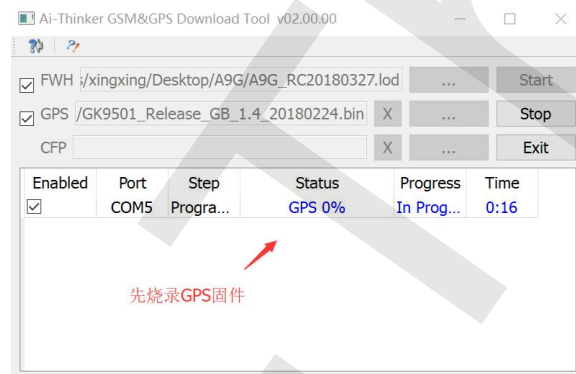 Ai-Thinker GSM&GPS Download Tool v02.00.00
FWH :/xingxing/Desktop/A9G/A9G_RC20180327.lod ... Start
GPS /GK9501_Release_GB_1.4_20180224.bin X ... Stop
CFP X ... Exit
Enabled Port Step Status Progress Time
COM5 Progra... GPS 0% In Prog... 0:16
先烧录GPS固件